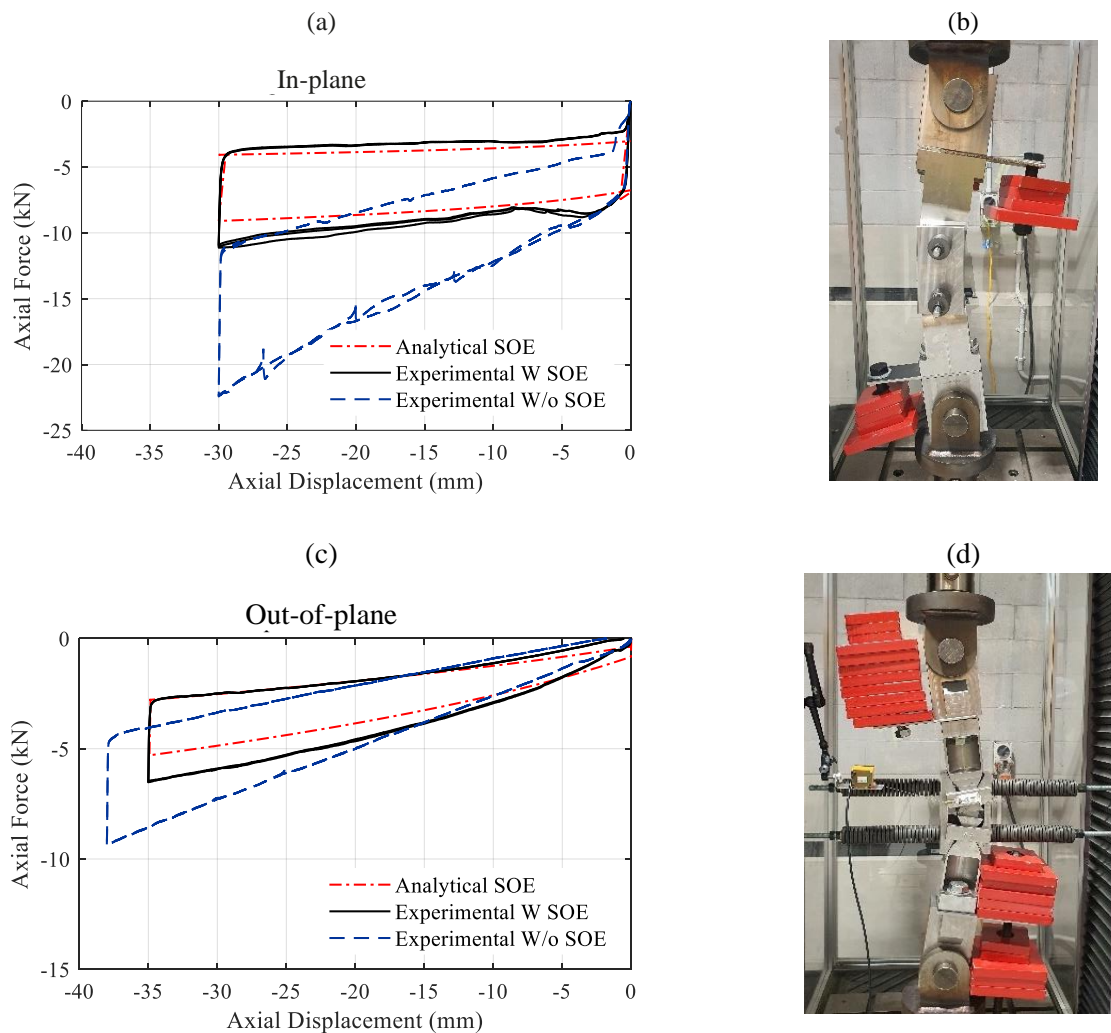 (a)
(b)
In-plane
0
-5
-10
-15
-20
-25
Axial Force (kN)
Analytical SOE
Experimental W SOE
Experimental W/o SOE
-40 -35 -30 -25 -20 -15 -10 -5 0
Axial Displacement (mm)
(c)
(d)
Out-of-plane
0
-5
-10
-15
Axial Force (kN)
Analytical SOE
Experimental W SOE
Experimental W/o SOE
-40 -35 -30 -25 -20 -15 -10 -5 0
Axial Displacement (mm)